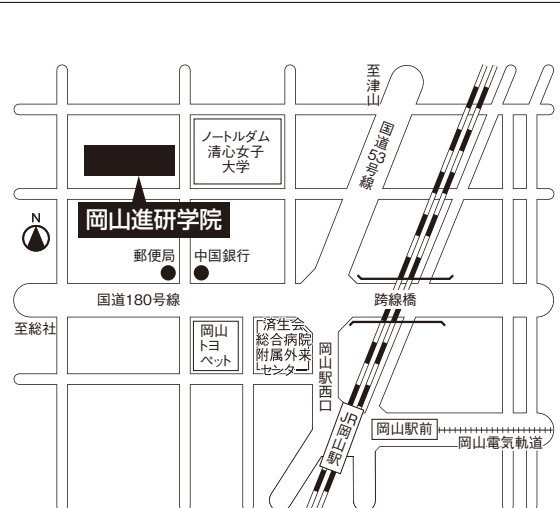 至津山
国道53号線
ノートルダム
清心女子
大学
岡山進研学院
N
郵便局
中国銀行
国道180号線
跨線橋
至総社
岡山
トヨ
ペット
済生会
総合病院
附属外来
センター
岡山駅西口
JR岡山駅
岡山駅前
岡山電気軌道